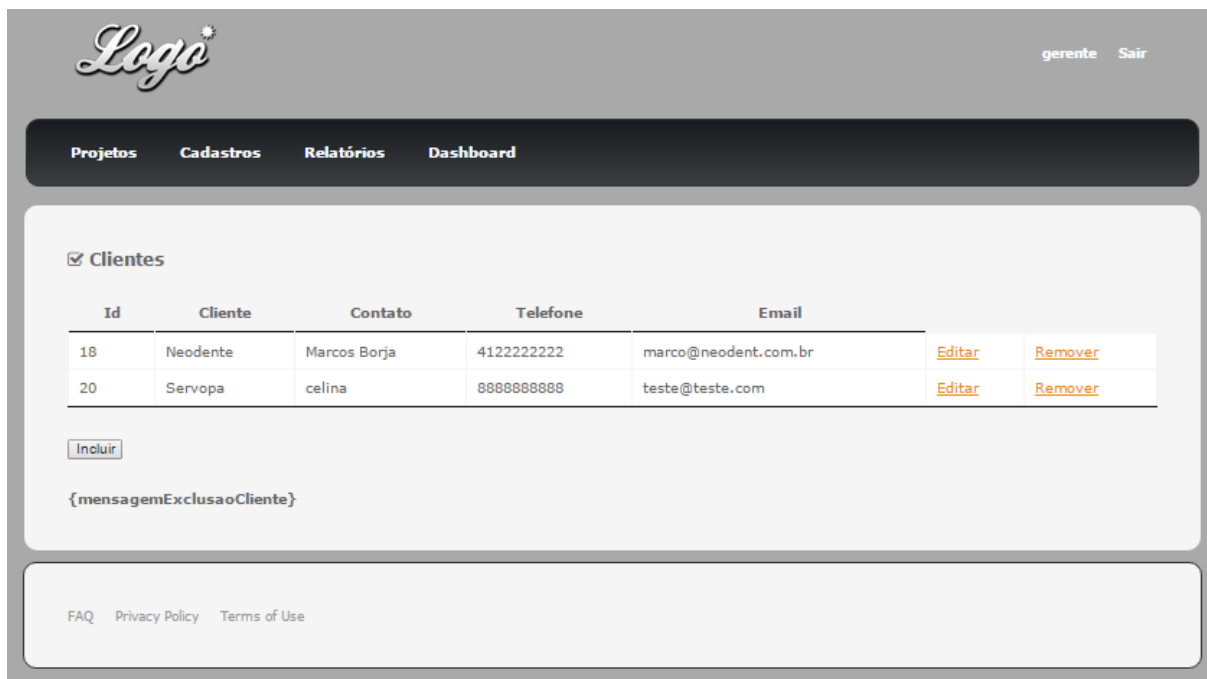 Logo
gerente Sair
Projetos Cadastros Relatórios Dashboard
Clientes
Id Cliente Contato Telefone Email
18 Neodente Marcos Borja 4122222222 marco@neodent.com.br Editar Remover
20 Servopa celina 8888888888 teste@teste.com Editar Remover
Incluir
{mensagemExclusaoCliente}
FAQ Privacy Policy Terms of Use